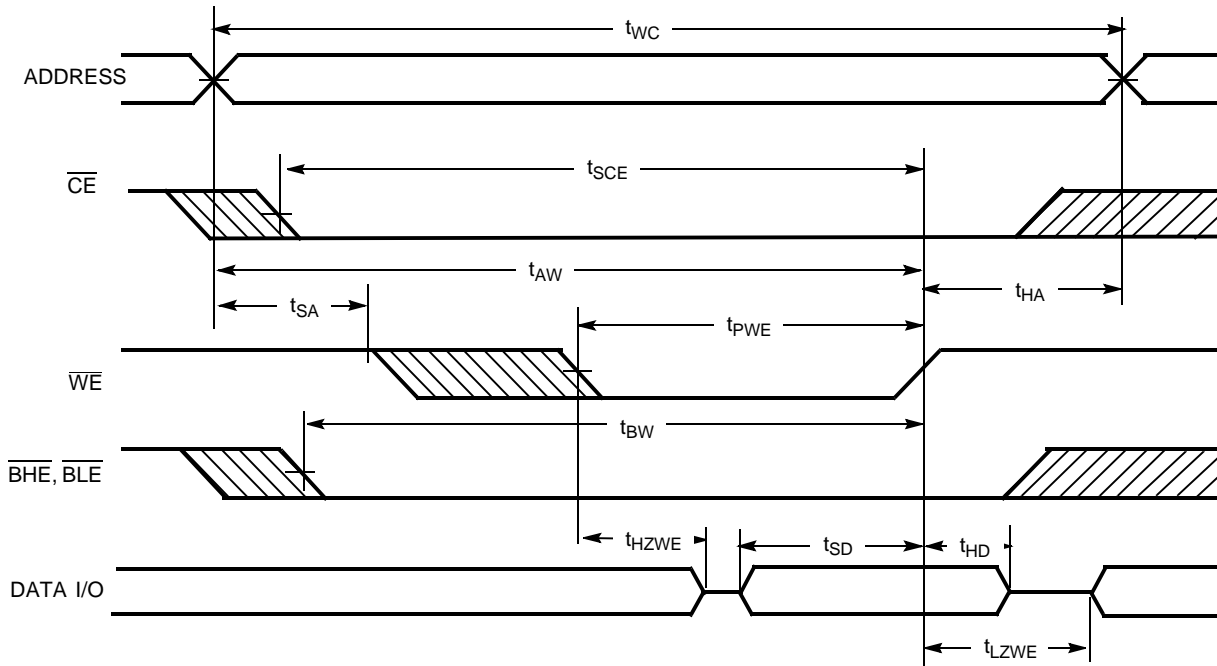 tWC
ADDRESS
tSCE
CE
tAW
tSA
tHA
tPWE
WE
tBW
BHE, BLE
tHZWE
tSD
tHD
DATA I/O
tLZWE